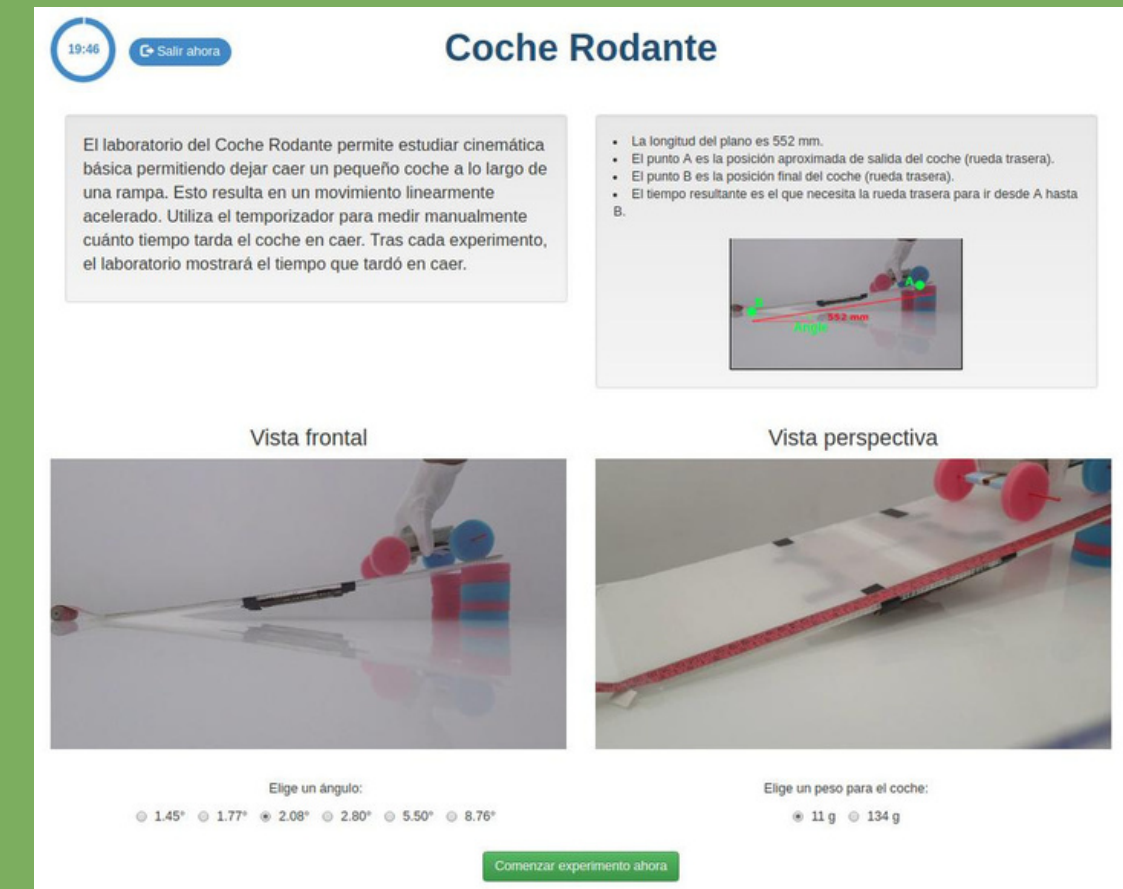 19:46
Salir ahora
Coche Rodante
El laboratorio del Coche Rodante permite estudiar cinemática
básica permitiendo dejar caer un pequeño coche a lo largo de
una rampa. Esto resulta en un movimiento linearmente
acelerado. Utiliza el temporizador para medir manualmente
cuánto tiempo tarda el coche en caer. Tras cada experimento,
el laboratorio mostrará el tiempo que tardó en caer.
• La longitud del plano es 552 mm.
• El punto A es la posición aproximada de salida del coche (rueda trasera).
• El punto B es la posición final del coche (rueda trasera).
• El tiempo resultante es el que necesita la rueda trasera para ir desde A hasta
B.
A
B
552 mm
Angle
Vista frontal
Vista perspectiva
Elige un ángulo:
1.45° 1.77° 2.08° 2.80° 5.50° 8.76°
Elige un peso para el coche:
11 g 134 g
Comenzar experimento ahora